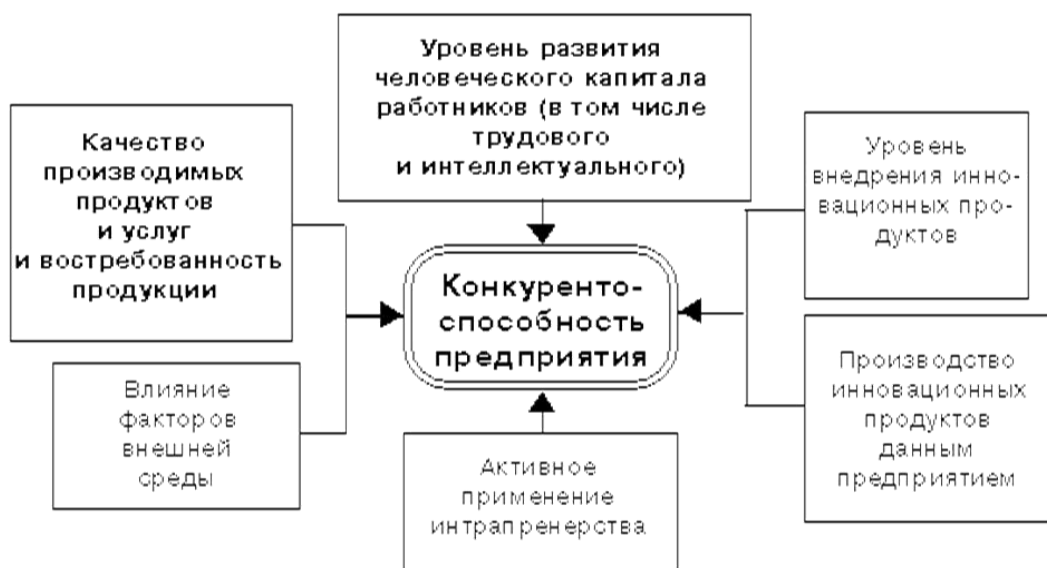 Уровень развития
человеческого капитала
работников (в том числе
трудового
и интеллектуального)
Качество
производимых
продуктов
и услуг
и востребованность
продукции
Уровень
внедрения инно-
вационных про-
дуктов
Конкуренто-
способность
предприятия
Влияние
факторов
внешней
среды
Активное
применение
интрапренерства
Производство
инновационных
продуктов
данным
предприятием